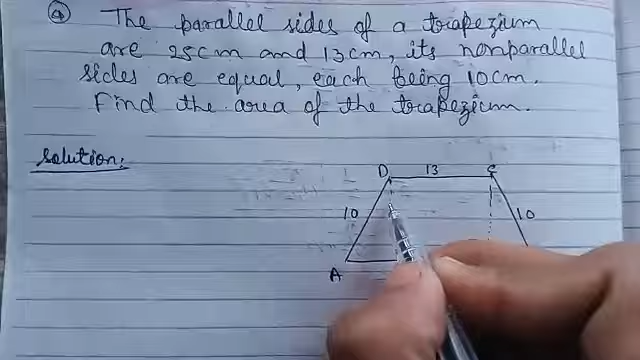 Q The parallel sides of a trapezium
are 25cm and 13cm, its nonparallel
sides are equal, each being 10cm.
Find the area of the trapezium.
Solution:
D 13 C
10 10
A